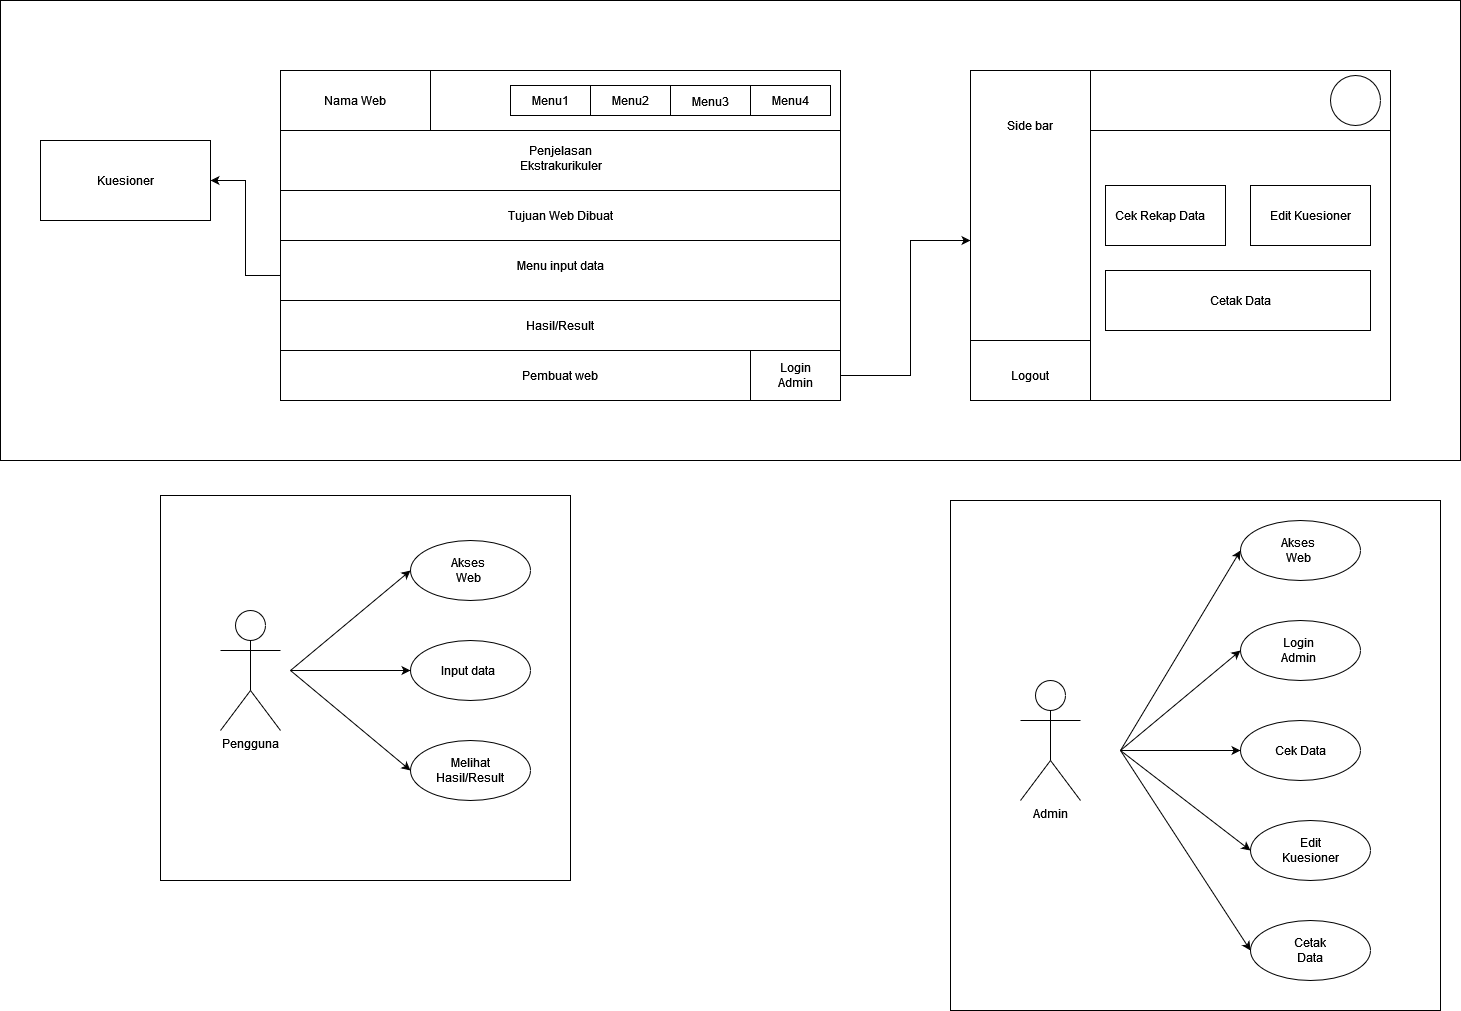 Nama Web
Menu1
Menu2
Menu3
Menu4
Penjelasan
Ekstrakurikuler
Tujuan Web Dibuat
Menu input data
Hasil/Result
Pembuat web
Login
Admin
Kuesioner
Side bar
Logout
Cek Rekap Data
Edit Kuesioner
Cetak Data
Akses
Web
Input data
Melihat
Hasil/Result
Pengguna
Akses
Web
Login
Admin
Cek Data
Edit
Kuesioner
Cetak
Data
Admin